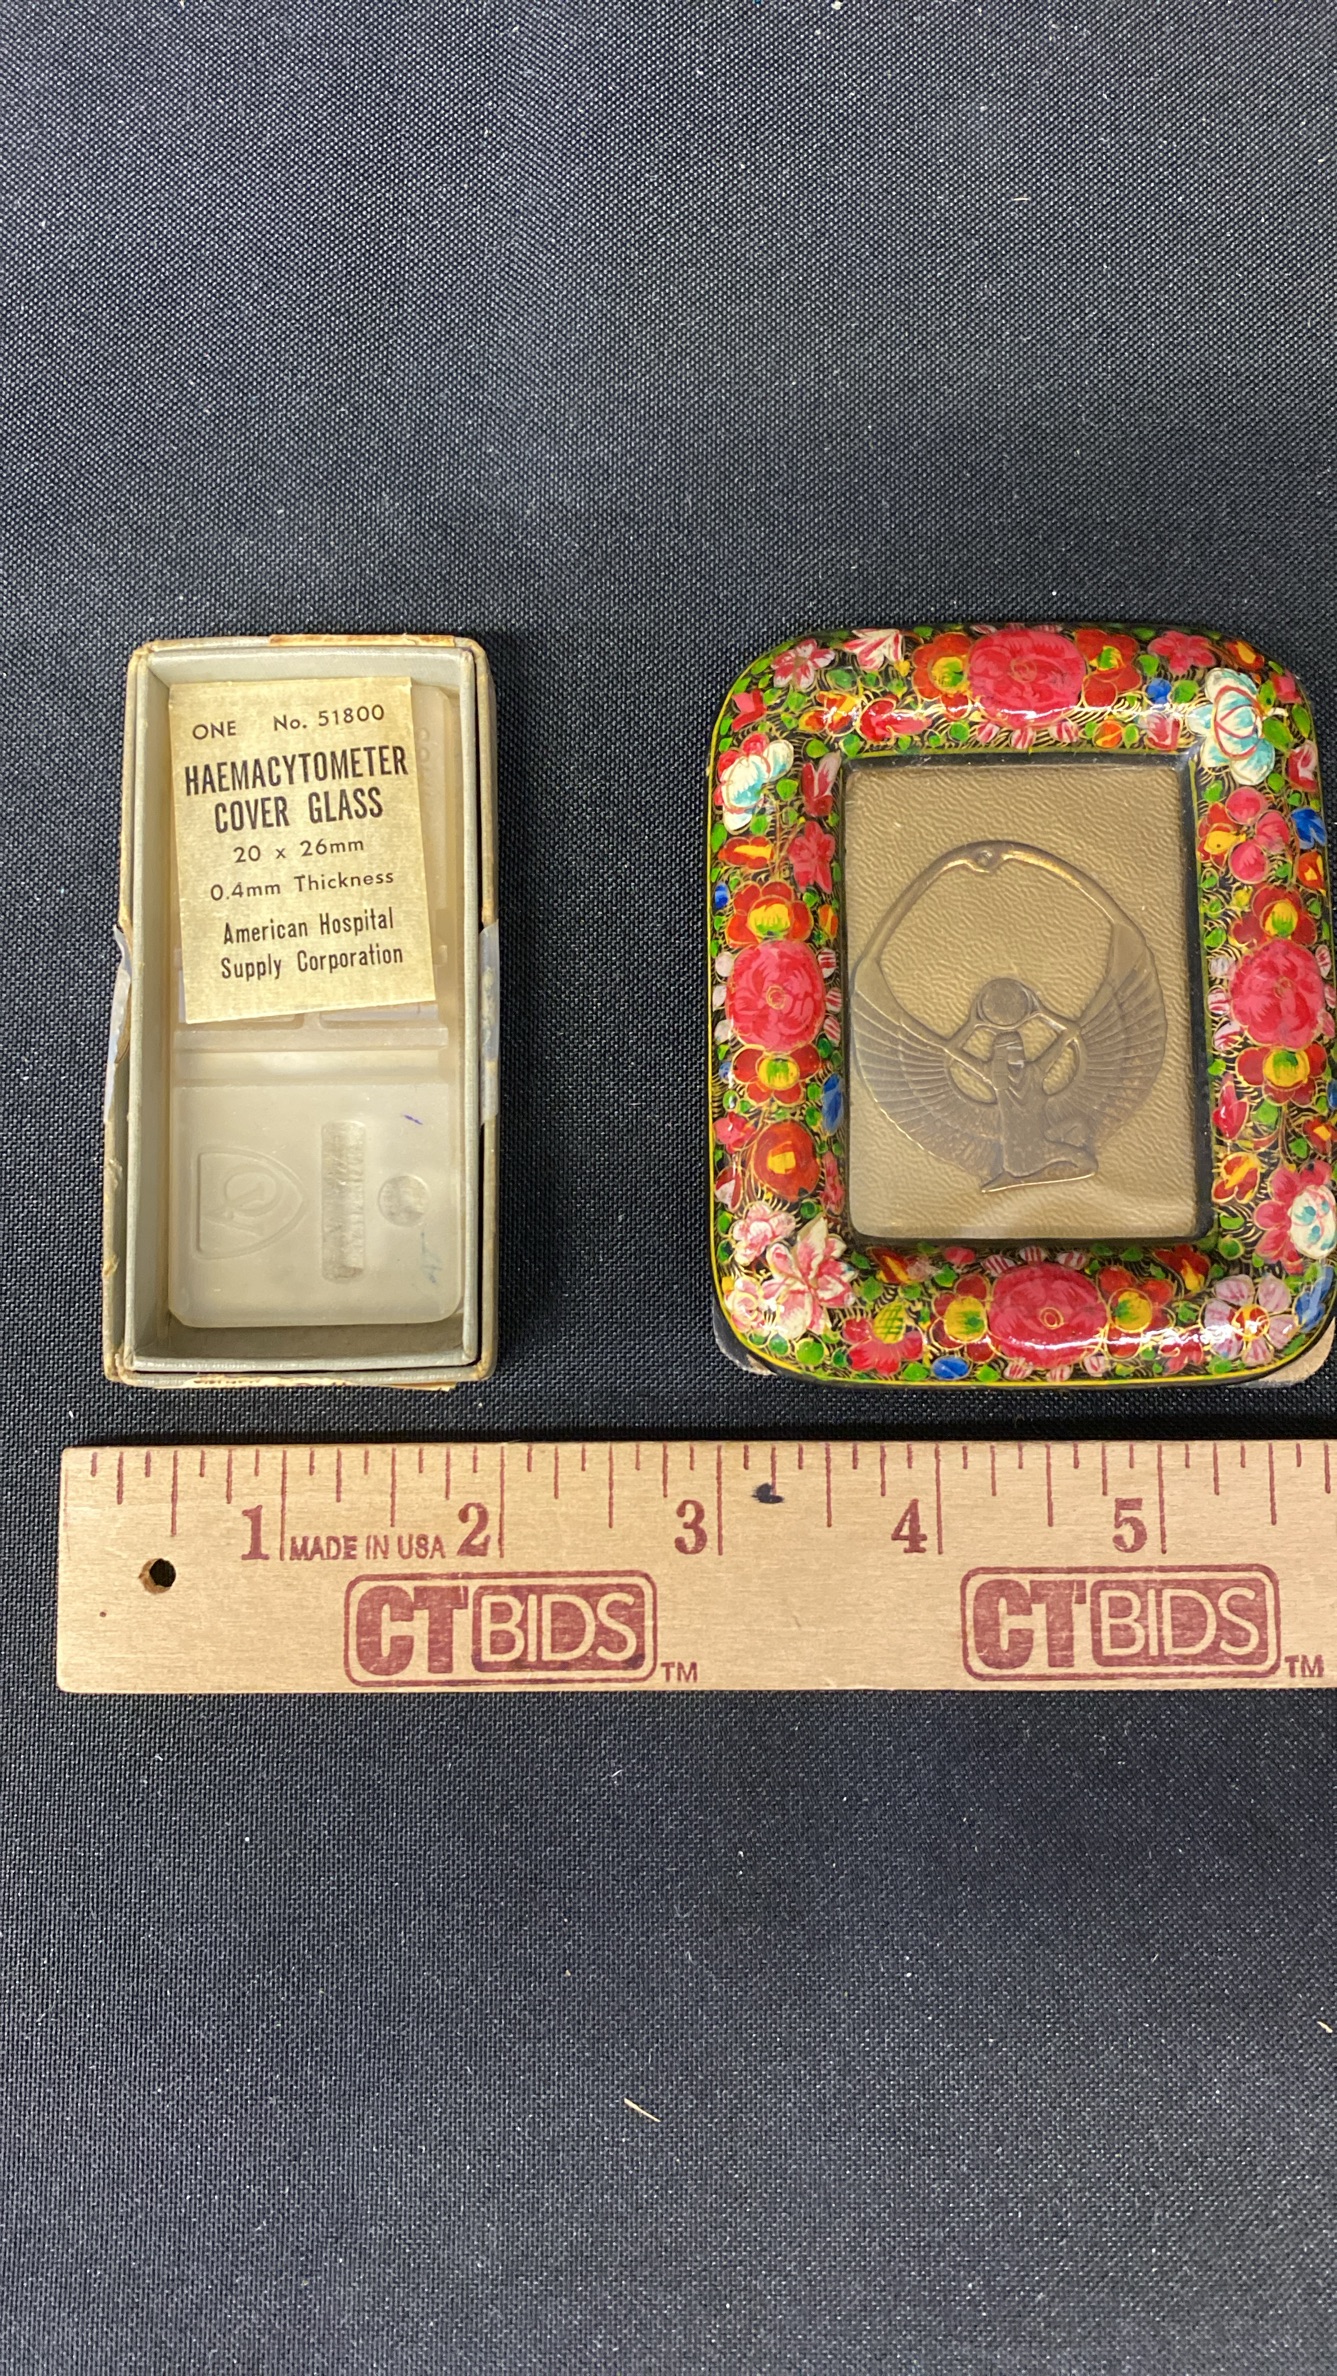 ONE No. 51800
HAEMACYTOMETER
COVER GLASS
20 x 26mm
0.4mm Thickness
American Hospital
Supply Corporation
1 MADE IN USA 2 3 4 5
CTBIDS™ CTBIDS™